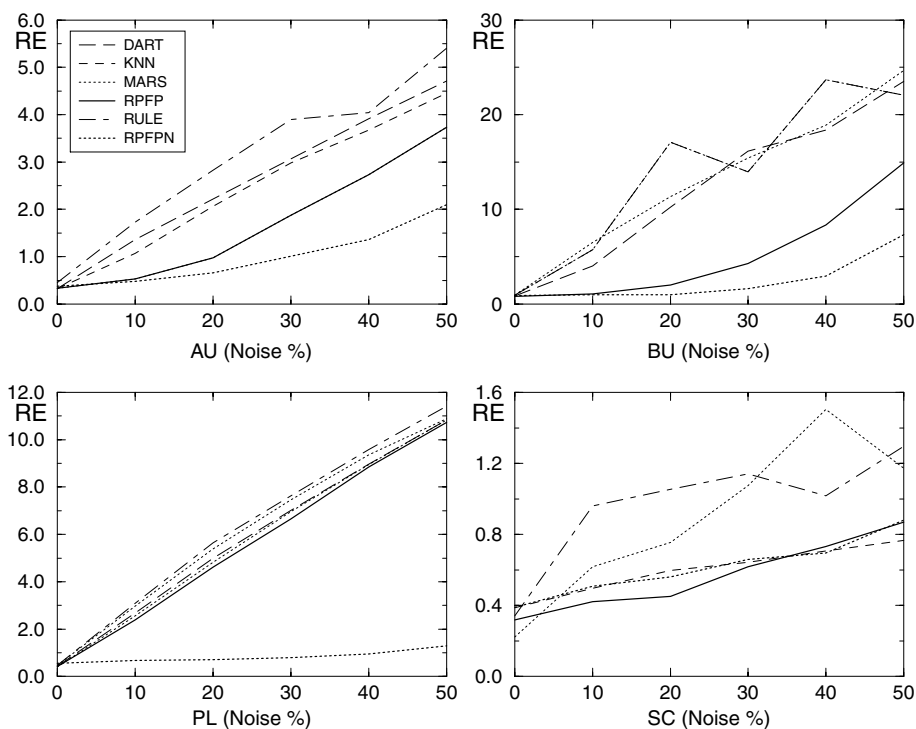 6.0
RE
5.0
4.0
3.0
2.0
1.0
0.0
DART
KNN
MARS
RPFP
RULE
RPFPN
0 10 20 30 40 50
AU (Noise %)
30
RE
20
10
0
0 10 20 30 40 50
BU (Noise %)
12.0
RE
10.0
8.0
6.0
4.0
2.0
0.0
0 10 20 30 40 50
PL (Noise %)
1.6
RE
1.2
0.8
0.4
0.0
0 10 20 30 40 50
SC (Noise %)